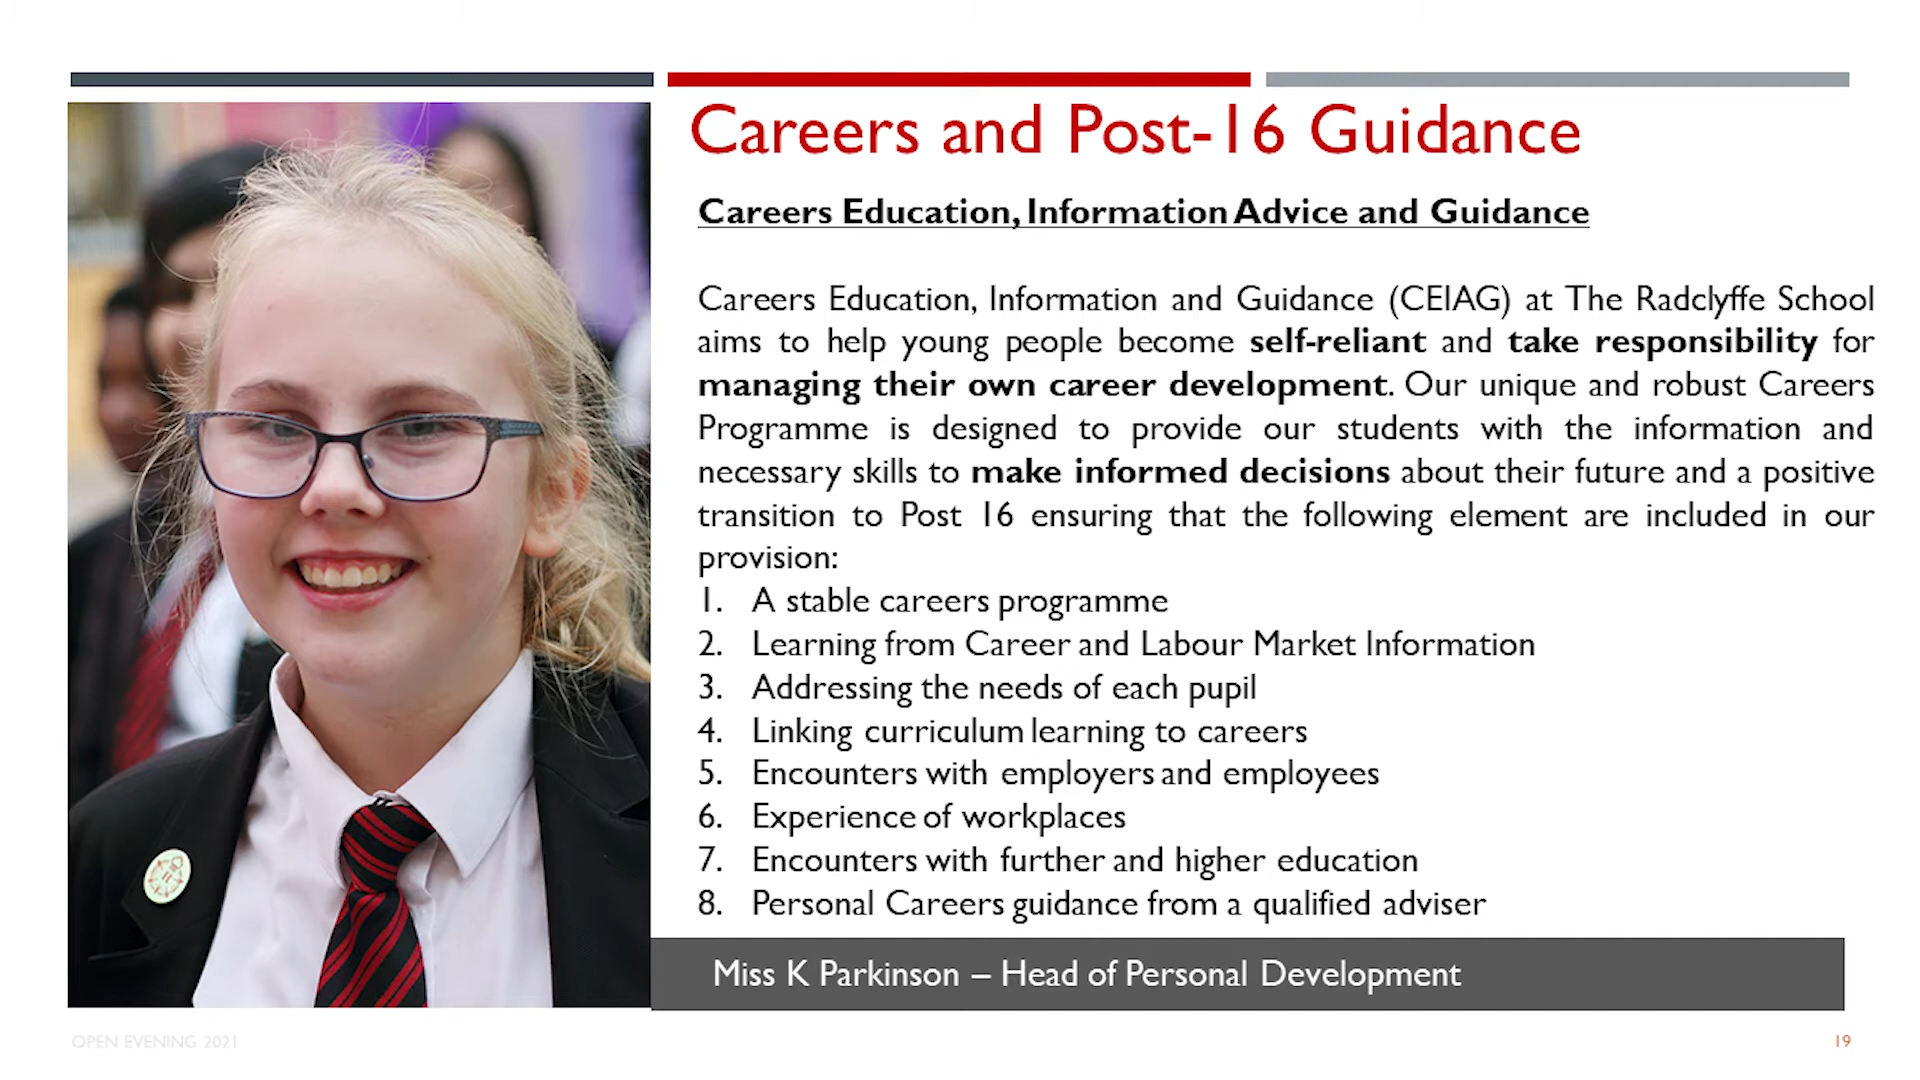 Careers and Post-16 Guidance
Careers Education, Information Advice and Guidance
Careers Education, Information and Guidance (CEIAG) at The Radclyffe School
aims to help young people become self-reliant and take responsibility for
managing their own career development. Our unique and robust Careers
Programme is designed to provide our students with the information and
necessary skills to make informed decisions about their future and a positive
transition to Post 16 ensuring that the following element are included in our
provision:
1. A stable careers programme
2. Learning from Career and Labour Market Information
3. Addressing the needs of each pupil
4. Linking curriculum learning to careers
5. Encounters with employers and employees
6. Experience of workplaces
7. Encounters with further and higher education
8. Personal Careers guidance from a qualified adviser
Miss K Parkinson – Head of Personal Development
OPEN EVENING 2021
19